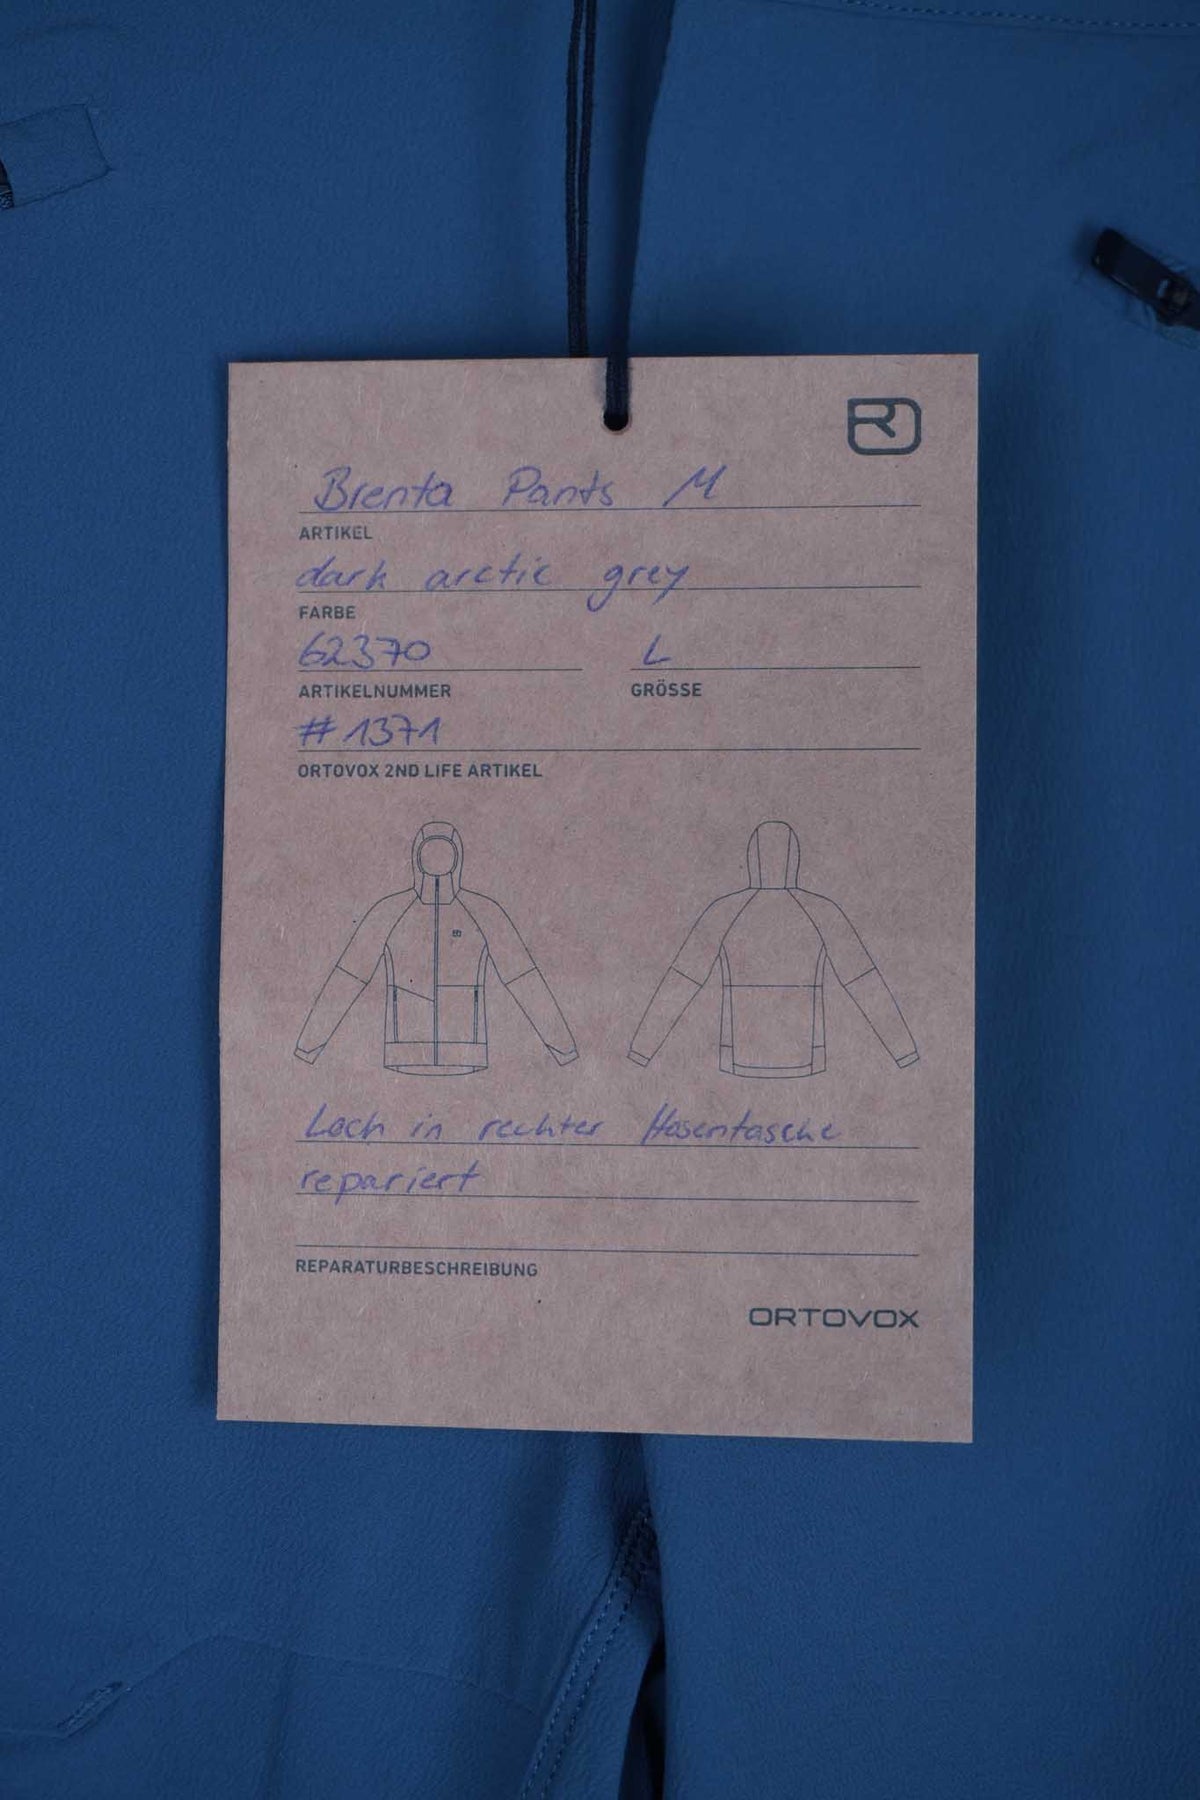 Brenta Pants M
ARTIKEL
dark arctic grey
FARBE
62370 L
ARTIKELNUMMER GRÖSSE
#1371
ORTOVOX 2ND LIFE ARTIKEL
Loch in rechter Hosentasche
repariert
REPARATURBESCHREIBUNG
ORTOVOX